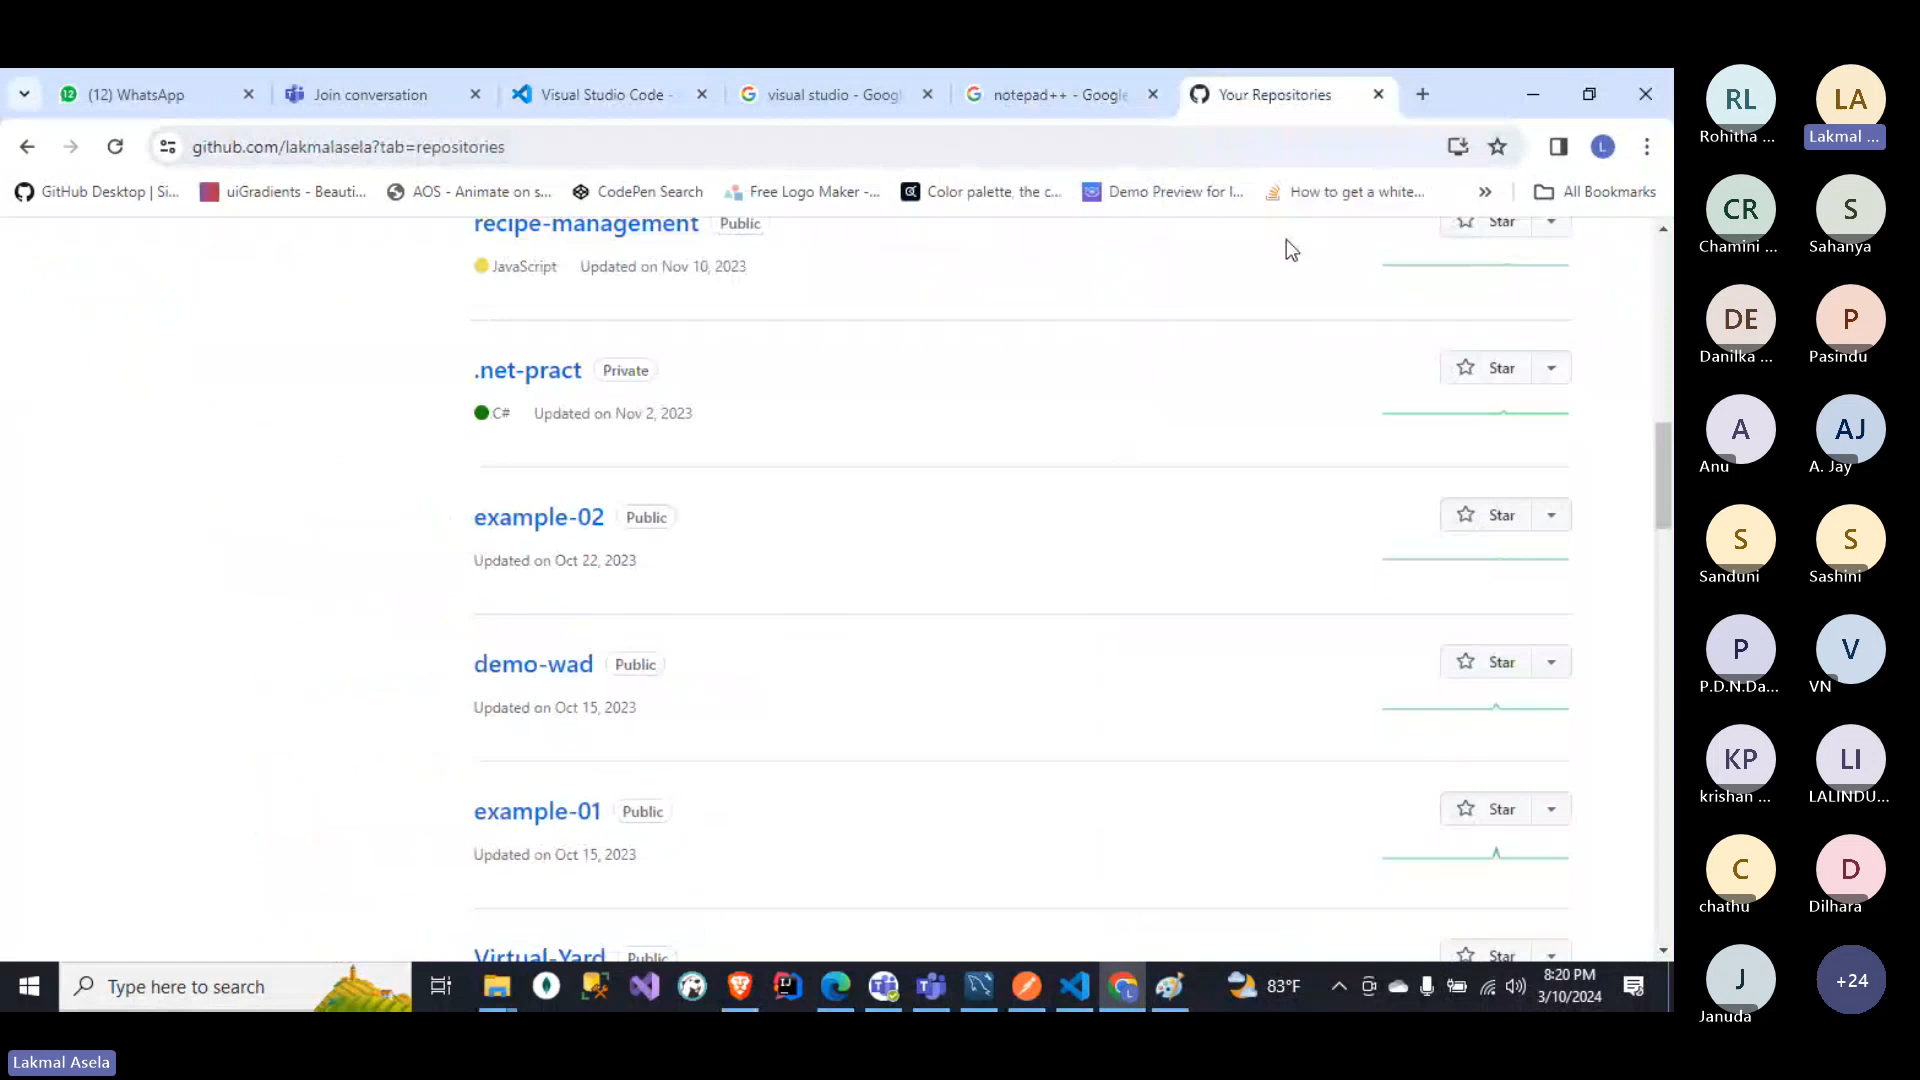 (12) WhatsApp
Join conversation
Visual Studio Code -
visual studio - Googl
notepad++ - Google
Your Repositories
github.com/lakmalasela?tab=repositories
L
GitHub Desktop | Si...
uiGradients - Beauti...
AOS - Animate on s...
CodePen Search
Free Logo Maker -...
Color palette, the c...
Demo Preview for I...
How to get a white...
All Bookmarks
recipe-management Public
Star
JavaScript Updated on Nov 10, 2023
.net-pract Private
Star
C# Updated on Nov 2, 2023
example-02 Public
Star
Updated on Oct 22, 2023
demo-wad Public
Star
Updated on Oct 15, 2023
example-01 Public
Star
Updated on Oct 15, 2023
Virtual-Yard Public
Star
Type here to search
83°F
8:20 PM
3/10/2024
Lakmal Asela
RL
Rohitha ...
LA
Lakmal ...
CR
Chamini ...
S
Sahanya
DE
Danilka ...
P
Pasindu
A
Anu
AJ
A. Jay
S
Sanduni
S
Sashini
P
P.D.N.Da...
V
VN
KP
krishan ...
LI
LALINDU...
C
chathu
D
Dilhara
J
Januda
+24